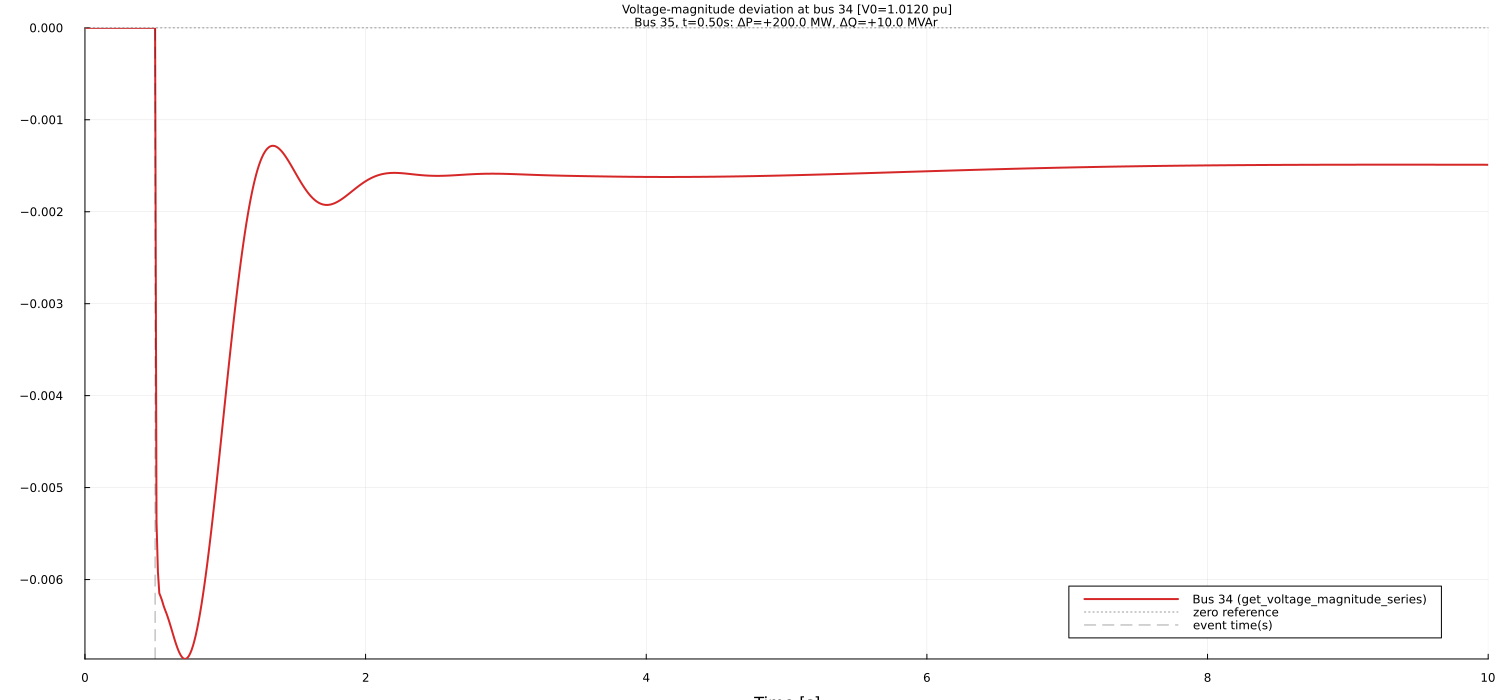 Voltage-magnitude deviation at bus 34 [V0=1.0120 pu]
Bus 35, t=0.50s: ΔP=+200.0 MW, ΔQ=+10.0 MVAr
0.000
−0.001
−0.002
−0.003
−0.004
−0.005
−0.006
Bus 34 (get_voltage_magnitude_series)
zero reference
event time(s)
0 2 4 6 8 10
Time [s]